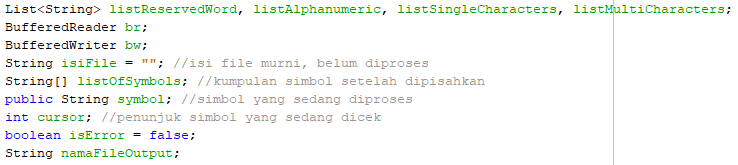 List<String> listReservedWord, listAlphanumeric, listSingleCharacters, listMultiCharacters;
BufferedReader br;
BufferedWriter bw;
String isiFile = ""; //isi file murni, belum diproses
String[] listOfSymbols; //kumpulan simbol setelah dipisahkan
public String symbol; //simbol yang sedang diproses
int cursor; //penunjuk simbol yang sedang dicek
boolean isError = false;
String namaFileOutput;